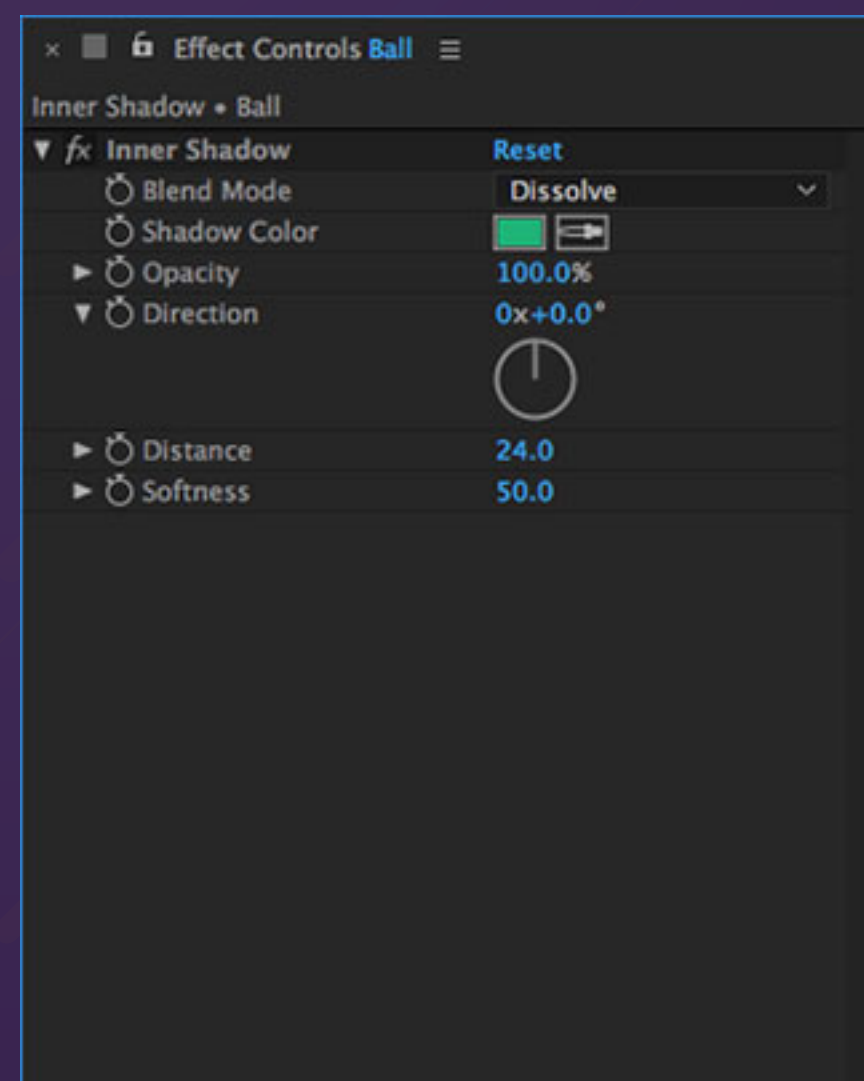 × Effect Controls Ball ≡
Inner Shadow • Ball
fx Inner Shadow Reset
Blend Mode Dissolve
Shadow Color
Opacity 100.0%
Direction 0x+0.0°
Distance 24.0
Softness 50.0